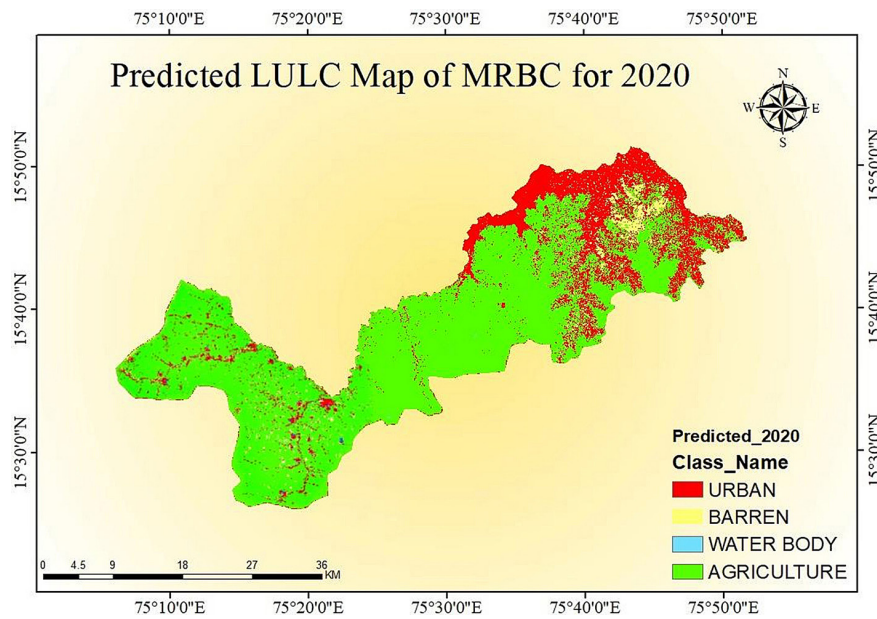 75°10'0"E 75°20'0"E 75°30'0"E 75°40'0"E 75°50'0"E
Predicted LULC Map of MRBC for 2020
N
W E
S
15°50'0"N 15°50'0"N
15°40'0"N 15°40'0"N
15°30'0"N 15°30'0"N
Predicted_2020
Class_Name
URBAN
BARREN
WATER BODY
AGRICULTURE
0 4.5 9 18 27 36
KM
75°10'0"E 75°20'0"E 75°30'0"E 75°40'0"E 75°50'0"E